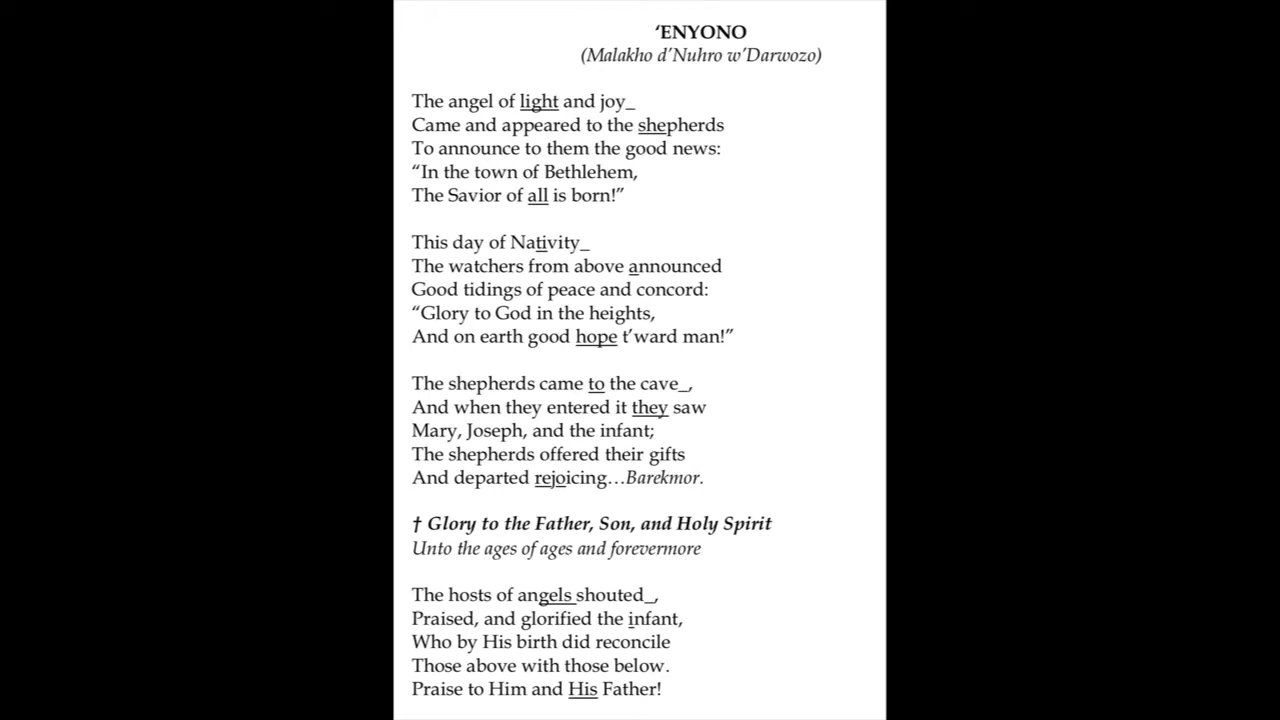 ‘ENYONO
(Malakho d’Nuhro w’Darwozo)
The angel of light and joy_
Came and appeared to the shepherds
To announce to them the good news:
“In the town of Bethlehem,
The Savior of all is born!”
This day of Nativity_
The watchers from above announced
Good tidings of peace and concord:
“Glory to God in the heights,
And on earth good hope t’ward man!”
The shepherds came to the cave_,
And when they entered it they saw
Mary, Joseph, and the infant;
The shepherds offered their gifts
And departed rejoicing…Barekmor.
† Glory to the Father, Son, and Holy Spirit
Unto the ages of ages and forevermore
The hosts of angels shouted_,
Praised, and glorified the infant,
Who by His birth did reconcile
Those above with those below.
Praise to Him and His Father!